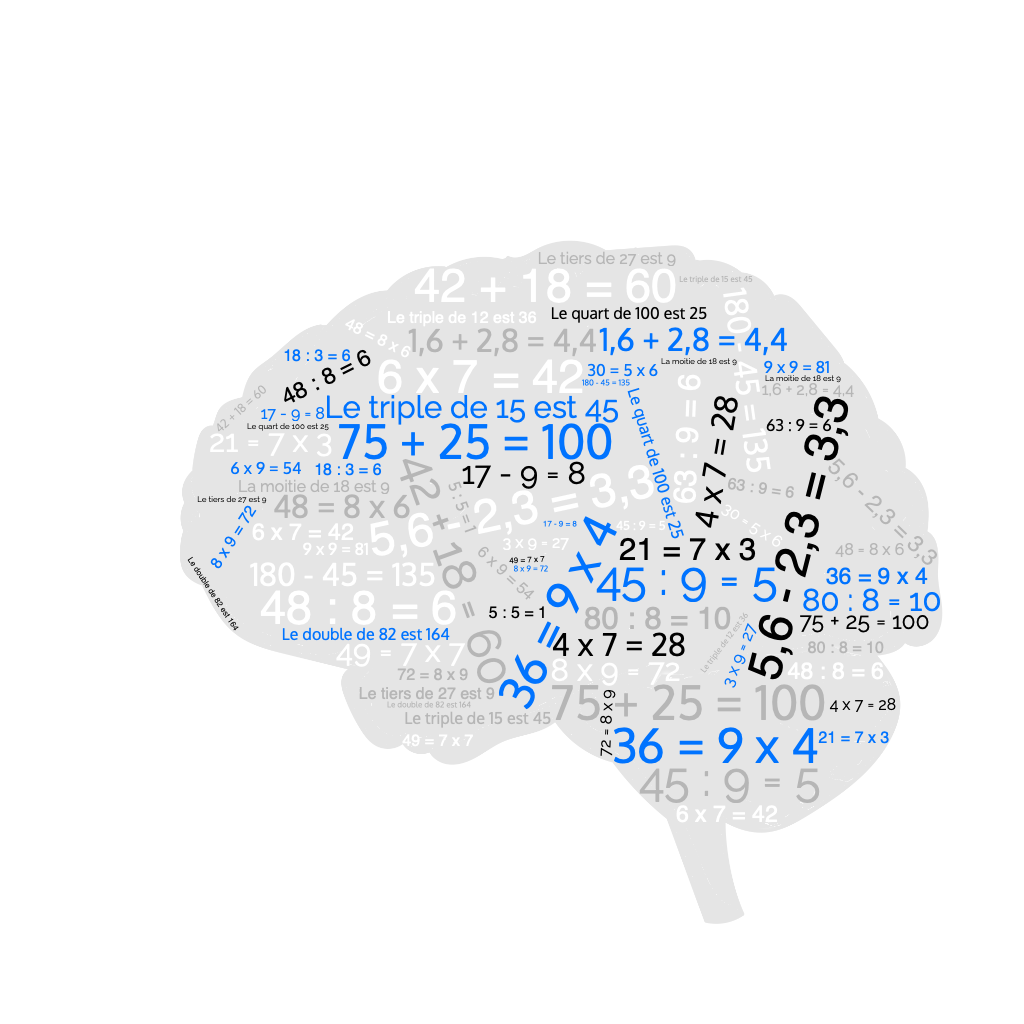 Le tiers de 27 est 9
42 + 18 = 60
Le triple de 15 est 45
Le triple de 12 est 36
Le quart de 100 est 25
180 - 45 = 135
48 = 8 x 6
1,6 + 2,8 = 4,4
1,6 + 2,8 = 4,4
18 : 3 = 6
48 : 8 = 6
6 x 7 = 42
30 = 5 x 6
La moitie de 18 est 9
9 x 9 = 81
180 - 45 = 135
La moitie de 18 est 9
1,6 + 2,8 = 4,4
42 + 18 = 60
17 - 9 = 8
Le triple de 15 est 45
Le quart de 100 est 25
63 : 9 = 6
4 x 7 = 28
Le quart de 100 est 25
63 : 9 = 6
21 = 7 x 3
75 + 25 = 100
5,6 - 2,3 = 3,3
6 x 9 = 54
18 : 3 = 6
17 - 9 = 8
42 + 18 = 60
5 : 5 = 1
5,6 - 2,3 = 3,3
La moitie de 18 est 9
63 : 9 = 6
5,6 - 2,3 = 3,3
Le tiers de 27 est 9
48 = 8 x 6
30 = 5 x 6
8 x 9 = 72
6 x 7 = 42
17 - 9 = 8
45 : 9 = 5
36 = 9 x 4
9 x 9 = 81
3 x 9 = 27
21 = 7 x 3
48 = 8 x 6
6 x 9 = 54
49 = 7 x 7
8 x 9 = 72
Le double de 82 est 164
180 - 45 = 135
45 : 9 = 5
36 = 9 x 4
80 : 8 = 10
48 : 8 = 6
5 : 5 = 1
80 : 8 = 10
75 + 25 = 100
Le double de 82 est 164
4 x 7 = 28
Le triple de 12 est 36
3 x 9 = 27
80 : 8 = 10
49 = 7 x 7
8 x 9 = 72
48 : 8 = 6
72 = 8 x 9
Le tiers de 27 est 9
Le double de 82 est 164
75 + 25 = 100
4 x 7 = 28
Le triple de 15 est 45
72 = 8 x 9
49 = 7 x 7
36 = 9 x 4
21 = 7 x 3
45 : 9 = 5
6 x 7 = 42